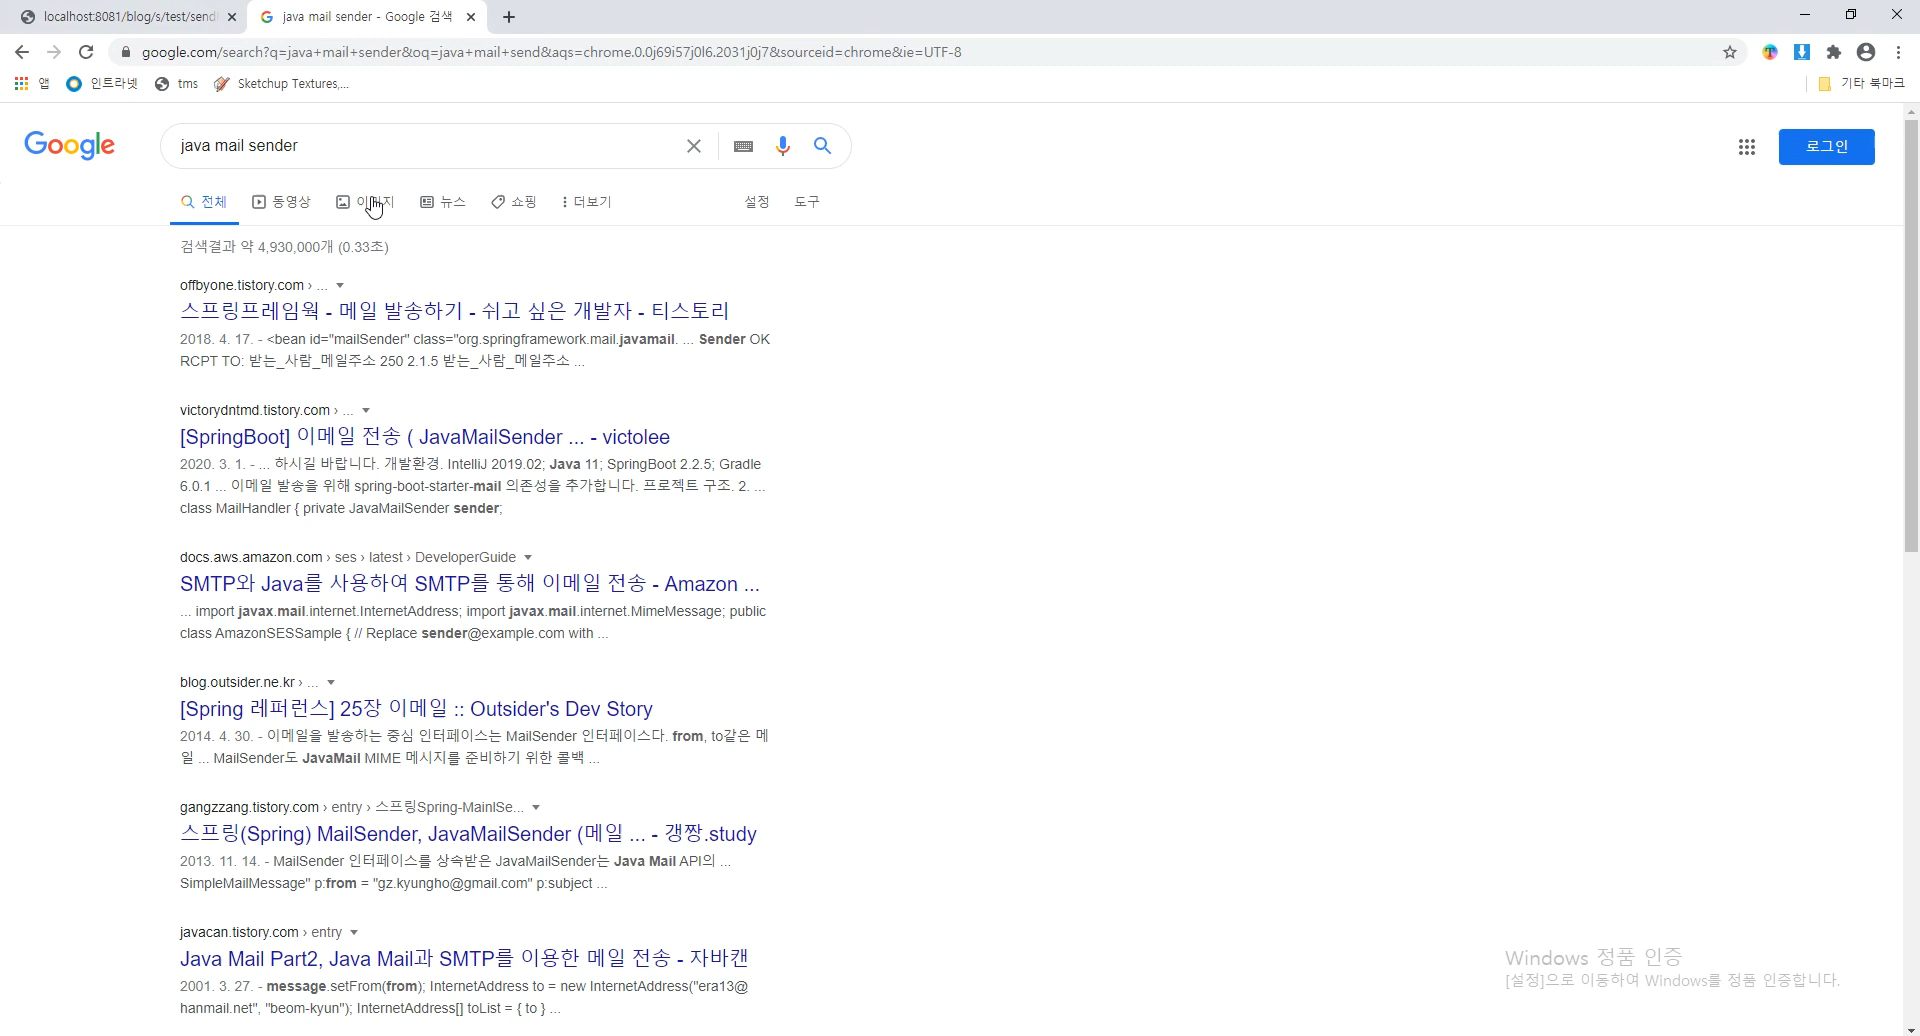 localhost:8081/blog/s/test/send
java mail sender - Google 검색
google.com/search?q=java+mail+sender&oq=java+mail+send&aqs=chrome.0.0j69i57j0l6.2031j0j7&sourceid=chrome&ie=UTF-8
앱 인트라넷 tms Sketchup Textures,... 기타 북마크
Google java mail sender 로그인
전체 동영상 뉴스 쇼핑 더보기 설정 도구
검색결과 약 4,930,000개 (0.33초)
offbyone.tistory.com › ...
스프링프레임웍 - 메일 발송하기 - 쉬고 싶은 개발자 - 티스토리
2018. 4. 17. - <bean id="mailSender" class="org.springframework.mail.javamail. ... Sender OK
RCPT TO: 받는_사람_메일주소 250 2.1.5 받는_사람_메일주소 ...
victorydntmd.tistory.com › ...
[SpringBoot] 이메일 전송 ( JavaMailSender ... - victolee
2020. 3. 1. - ... 하시길 바랍니다. 개발환경. IntelliJ 2019.02; Java 11; SpringBoot 2.2.5; Gradle
6.0.1 ... 이메일 발송을 위해 spring-boot-starter-mail 의존성을 추가합니다. 프로젝트 구조. 2. ...
class MailHandler { private JavaMailSender sender;
docs.aws.amazon.com › ses › latest › DeveloperGuide
SMTP와 Java를 사용하여 SMTP를 통해 이메일 전송 - Amazon ...
... import javax.mail.internet.InternetAddress; import javax.mail.internet.MimeMessage; public
class AmazonSESSample { // Replace sender@example.com with ...
blog.outsider.ne.kr › ...
[Spring 레퍼런스] 25장 이메일 :: Outsider's Dev Story
2014. 4. 30. - 이메일을 발송하는 중심 인터페이스는 MailSender 인터페이스다. from, to같은 메
일 ... MailSender도 JavaMail MIME 메시지를 준비하기 위한 콜백 ...
gangzzang.tistory.com › entry › 스프링Spring-MainlSe...
스프링(Spring) MailSender, JavaMailSender (메일 ... - 갱짱.study
2013. 11. 14. - MailSender 인터페이스를 상속받은 JavaMailSender는 Java Mail API의 ...
SimpleMailMessage" p:from = "gz.kyungho@gmail.com" p:subject ...
javacan.tistory.com › entry
Java Mail Part2, Java Mail과 SMTP를 이용한 메일 전송 - 자바캔
2001. 3. 27. - message.setFrom(from); InternetAddress to = new InternetAddress("era13@
hanmail.net", "beom-kyun"); InternetAddress[] toList = { to } ...
Windows 정품 인증
[설정]으로 이동하여 Windows를 정품 인증합니다.